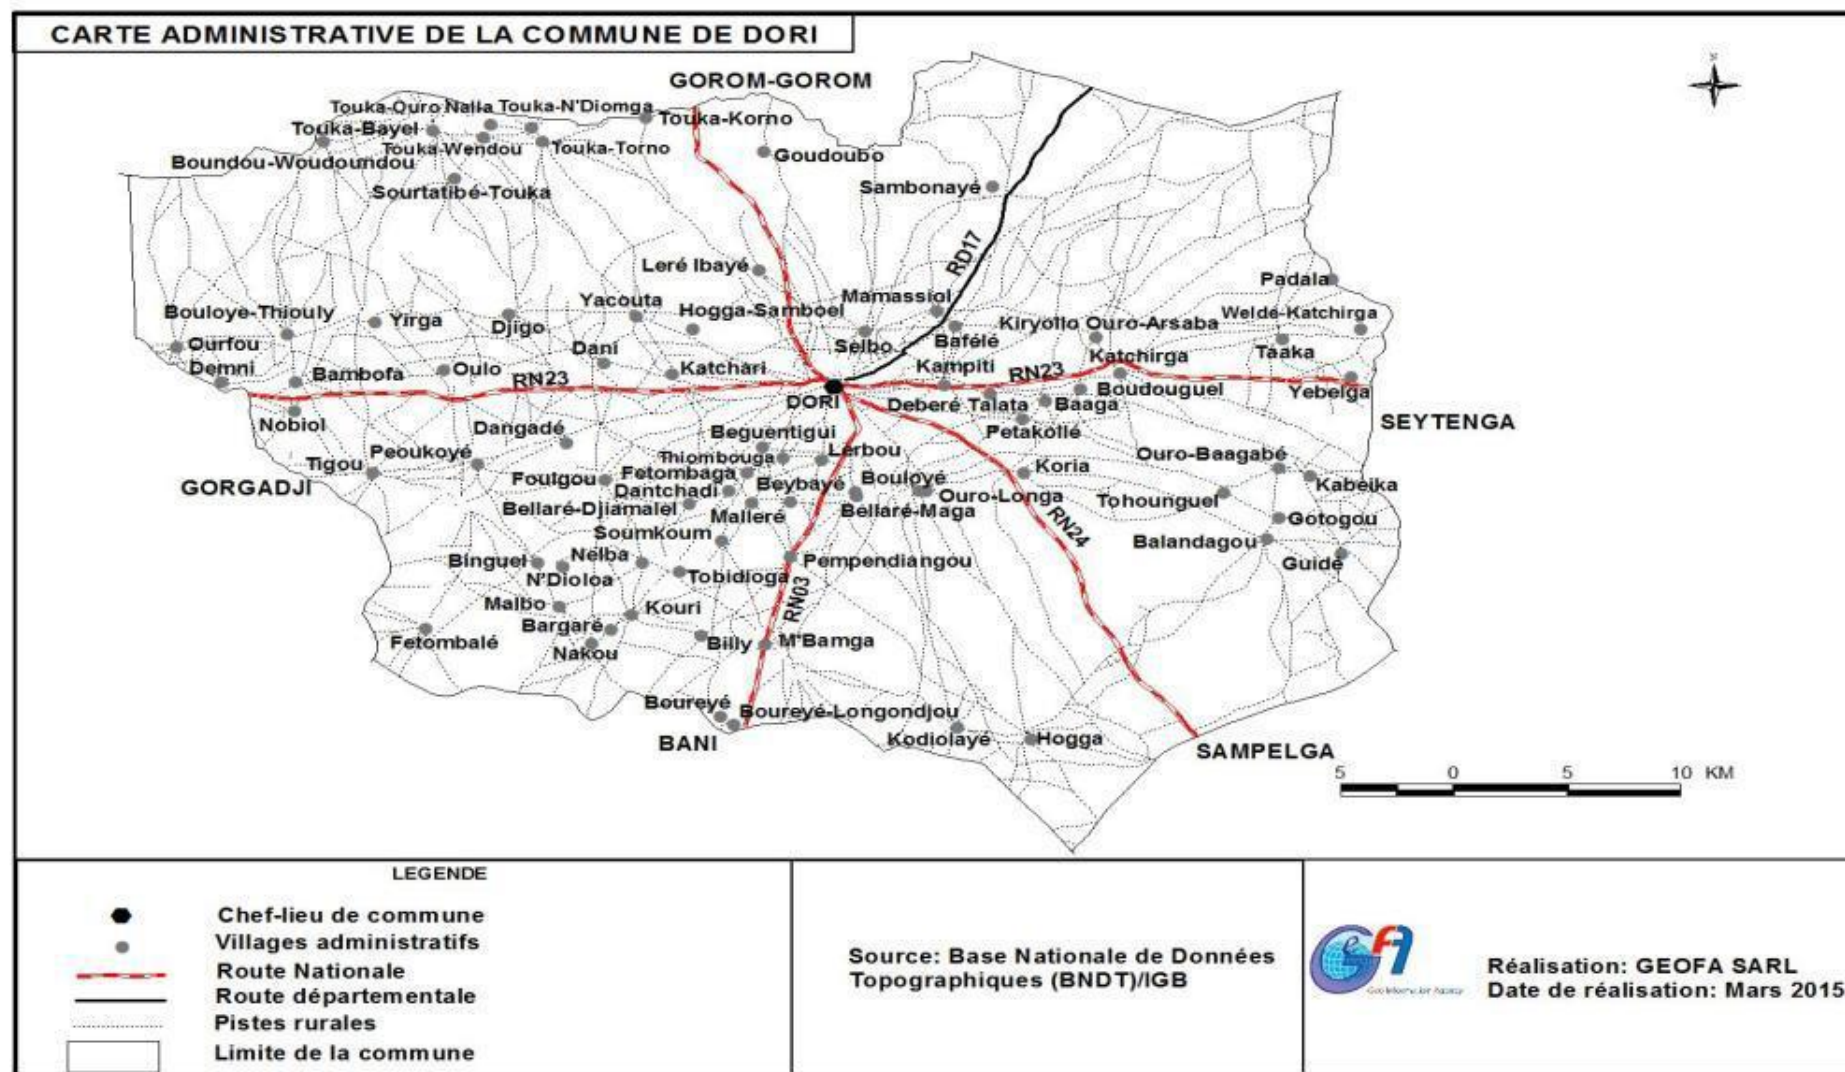 CARTE ADMINISTRATIVE DE LA COMMUNE DE DORI
GOROM-GOROM
Touka-Ouro Nalla
Touka-N'Diomga
Touka-Korno
Touka-Bayel
Touka-Wendou
Touka-Torno
Goudoubo
Boundou-Woudoundou
Sourtatibé-Touka
Sambonayé
RD17
Leré Ibayé
Padala
Mamassiol
Yacouta
Bouloye-Thiouly
Hogga-Samboel
Welde-Katchirga
Yirga
Djigo
Kiryollo Ouro-Arsaba
Ourfou
Selbo
Bafélé
Taaka
Dani
Katchirga
Demni
Bambofa
Oulo
Katchari
Kampiti
RN23
RN23
Boudouguel
Yebelga
DORI
Deberé Talata
Baaga
Nobiol
Dangadé
Beguentigui
Petakollé
SEYTENGA
Peoukoyé
Thiombouga
Lerbou
Ouro-Baagabé
Tigou
Foulgou
Fetombaga
Beybayé
Bouloyé
Koria
Kabeika
GORGADJI
Dantchadi
Ouro-Longa
Tohounguel
Bellaré-Djiamalel
Malleré
Bellaré-Maga
RN24
Gotogou
Soumkoum
Balandagou
Binguel
Nelba
Pempendiangou
Guidé
N'Dioloa
Tobidioga
Malbo
Kouri
RN03
Bargaré
Fetombalé
Nakou
Billy
M'Bamga
Boureyé
Boureyé-Longondjou
BANI
Kodiolayé
Hogga
SAMPELGA
5 0 5 10 KM
LEGENDE
Chef-lieu de commune
Villages administratifs
Route Nationale
Route départementale
Pistes rurales
Limite de la commune
Source: Base Nationale de Données
Topographiques (BNDT)/IGB
Réalisation: GEOFA SARL
Date de réalisation: Mars 2015